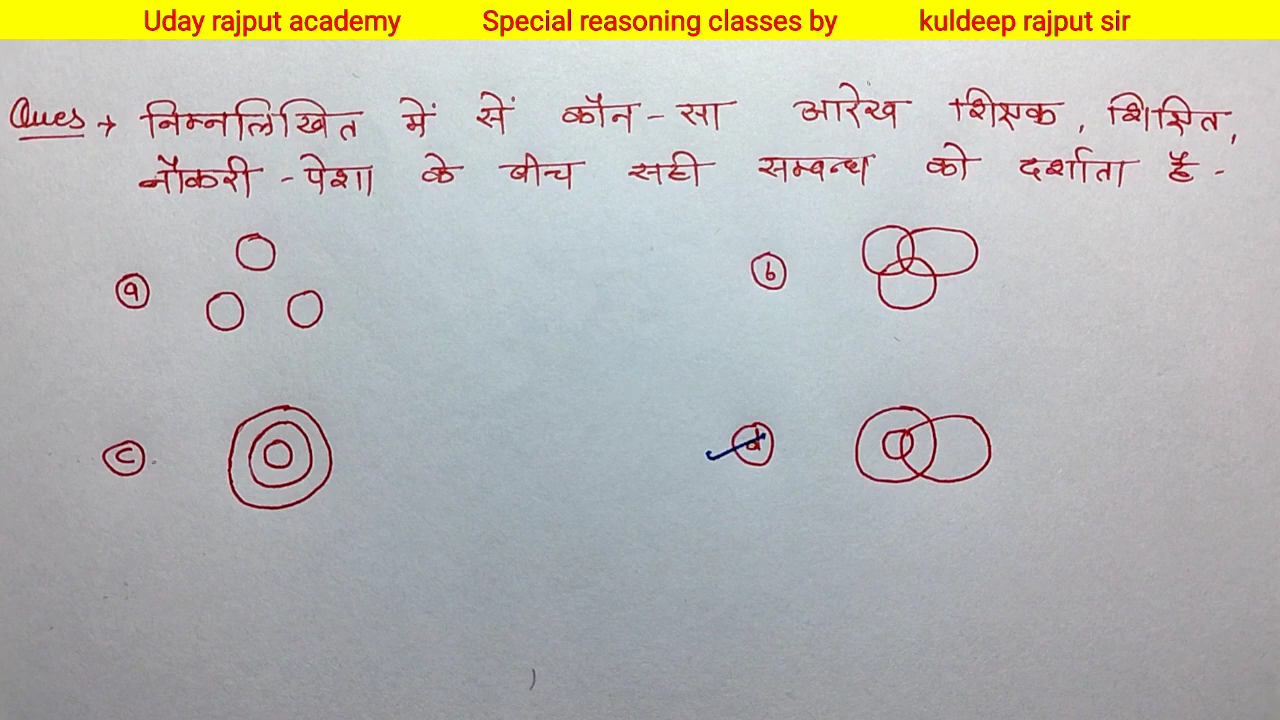 Uday rajput academy Special reasoning classes by kuldeep rajput sir
Ques → निम्नलिखित में सें कौन - सा आरेख शिक्षक, शिक्षित,
नौकरी - पेशा के बीच सही सम्बन्ध को दर्शाता है -
a b
c d